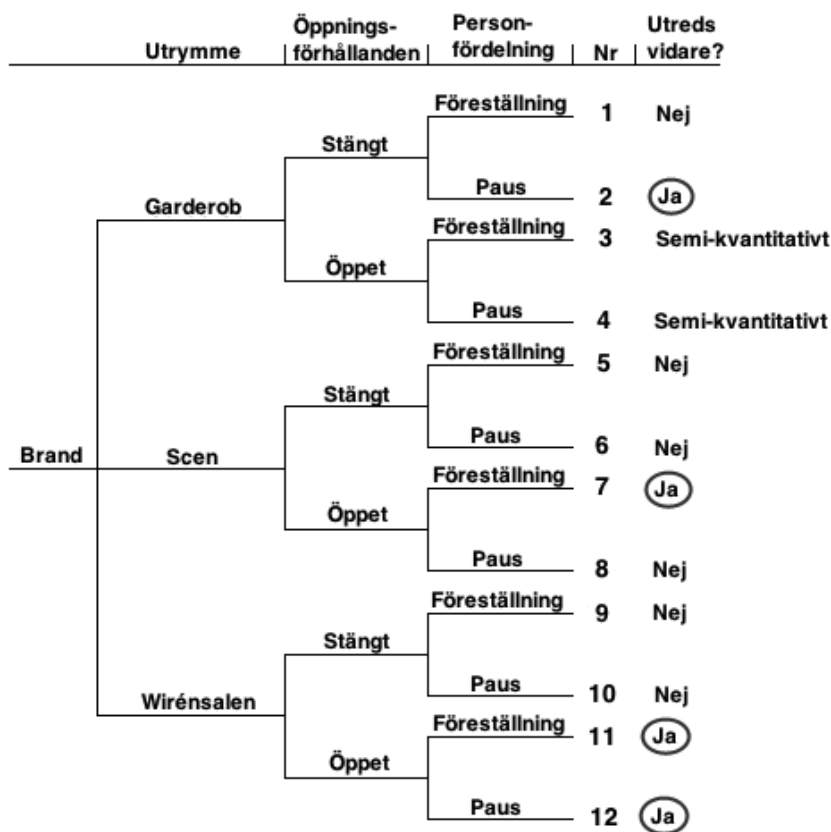 Utrymme | Öppnings-förhållanden | Person-fördelning | Nr | Utreds vidare?
Föreställning 1 Nej
Stängt
Paus 2 Ja
Garderob
Föreställning 3 Semi-kvantitativt
Öppet
Paus 4 Semi-kvantitativt
Föreställning 5 Nej
Stängt
Paus 6 Nej
Brand Scen
Föreställning 7 Ja
Öppet
Paus 8 Nej
Föreställning 9 Nej
Stängt
Paus 10 Nej
Wirénsalen
Föreställning 11 Ja
Öppet
Paus 12 Ja